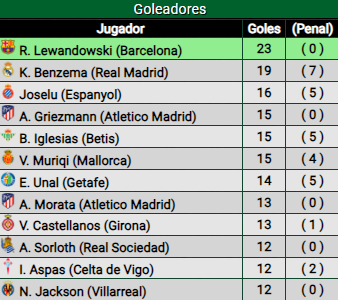 Goleadores
Jugador Goles (Penal)
R. Lewandowski (Barcelona) 23 ( 0 )
K. Benzema (Real Madrid) 19 ( 7 )
Joselu (Espanyol) 16 ( 5 )
A. Griezmann (Atletico Madrid) 15 ( 0 )
B. Iglesias (Betis) 15 ( 5 )
V. Muriqi (Mallorca) 15 ( 4 )
E. Unal (Getafe) 14 ( 5 )
A. Morata (Atletico Madrid) 13 ( 0 )
V. Castellanos (Girona) 13 ( 1 )
A. Sorloth (Real Sociedad) 12 ( 0 )
I. Aspas (Celta de Vigo) 12 ( 2 )
N. Jackson (Villarreal) 12 ( 0 )